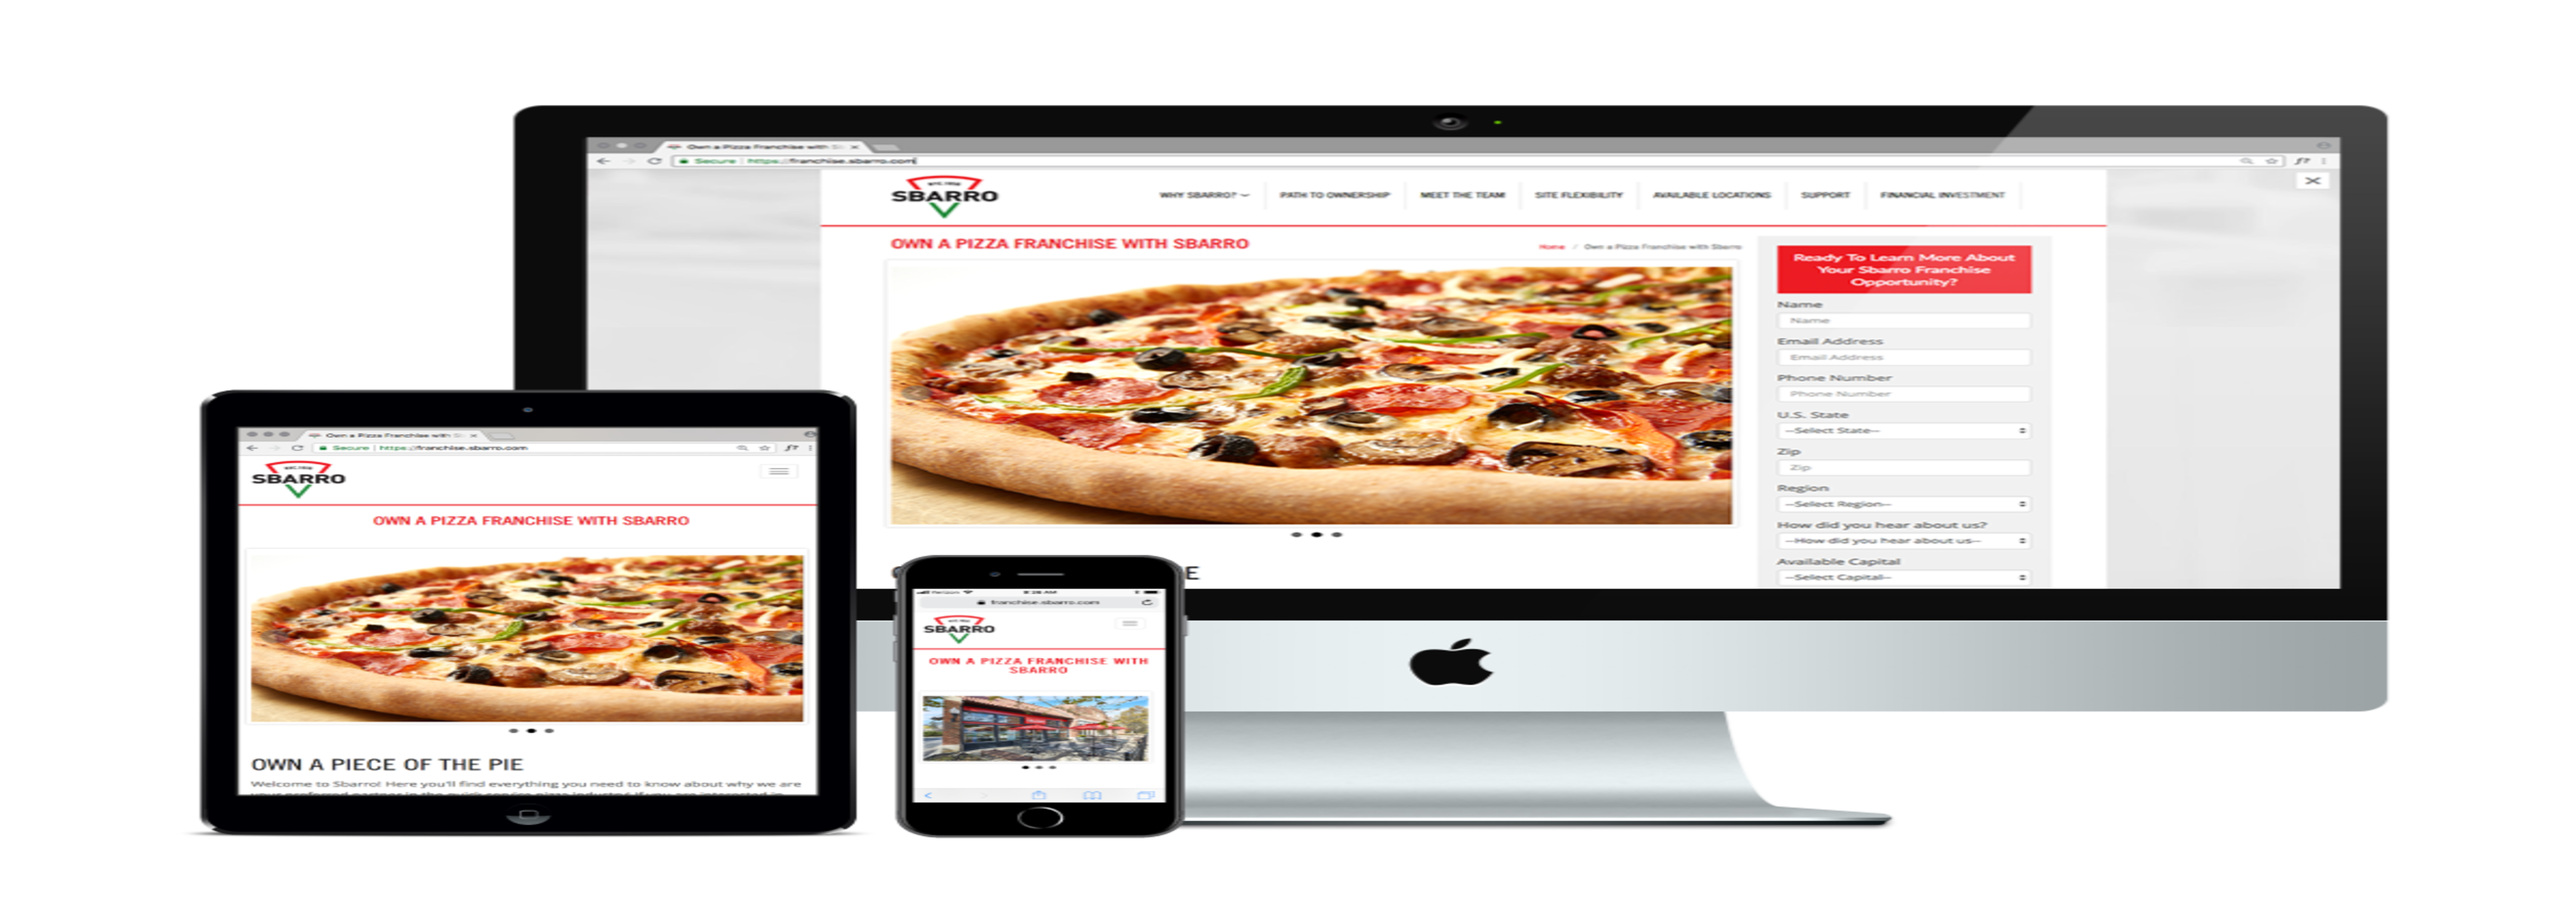 Own a Pizza Franchise with S
Secure | https://franchise.sbarro.com
SBARRO
WHY SBARRO?
PATH TO OWNERSHIP
MEET THE TEAM
SITE FLEXIBILITY
AVAILABLE LOCATIONS
SUPPORT
FINANCIAL INVESTMENT
OWN A PIZZA FRANCHISE WITH SBARRO
Home / Own a Pizza Franchise with Sbarro
Ready To Learn More About
Your Sbarro Franchise
Opportunity?
Name
Name
Email Address
Email Address
Phone Number
Phone Number
U.S. State
--Select State--
Zip
Zip
Region
--Select Region--
How did you hear about us?
--How did you hear about us--
Available Capital
--Select Capital--
E
Own a Pizza Franchise with S
Secure | https://franchise.sbarro.com
SBARRO
OWN A PIZZA FRANCHISE WITH SBARRO
OWN A PIECE OF THE PIE
Welcome to Sbarro! Here you'll find everything you need to know about why we are
franchise.sbarro.com
SBARRO
OWN A PIZZA FRANCHISE WITH
SBARRO